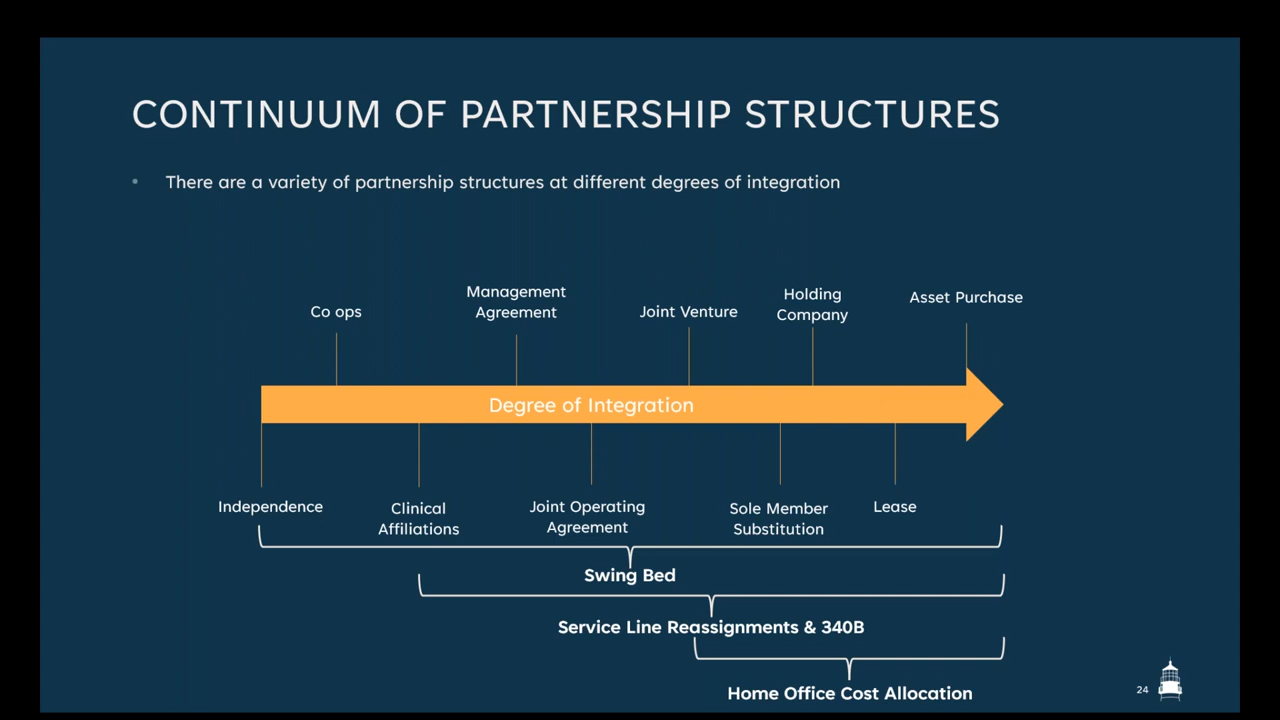 CONTINUUM OF PARTNERSHIP STRUCTURES
• There are a variety of partnership structures at different degrees of integration
Co ops
Management
Agreement
Joint Venture
Holding
Company
Asset Purchase
Degree of Integration
Independence
Clinical
Affiliations
Joint Operating
Agreement
Sole Member
Substitution
Lease
Swing Bed
Service Line Reassignments & 340B
Home Office Cost Allocation
24